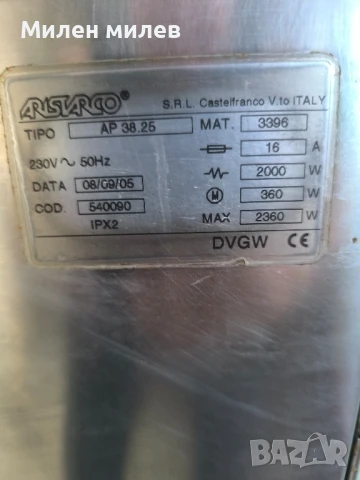 Милен милев
ARISTARCO ® S.R.L. Castelfranco V.to ITALY
TIPO AP 38.25 MAT. 3396
230V ~ 50Hz 16 A
2000 W
DATA 08/09/05 M 360 W
COD. 540090 MAX 2360 W
IPX2
DVGW CE
BAZAR